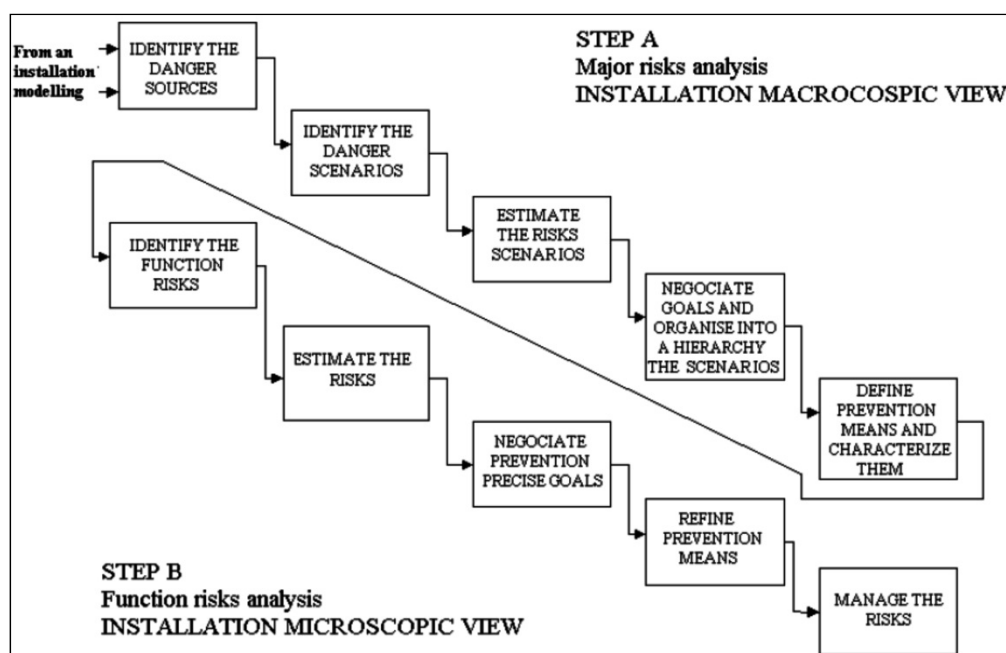 From an
installation
modelling
IDENTIFY THE
DANGER
SOURCES
STEP A
Major risks analysis
INSTALLATION MACROCOSPIC VIEW
IDENTIFY THE
DANGER
SCENARIOS
ESTIMATE
THE RISKS
SCENARIOS
NEGOCIATE
GOALS AND
ORGANISE INTO
A HIERARCHY
THE SCENARIOS
DEFINE
PREVENTION
MEANS AND
CHARACTERIZE
THEM
IDENTIFY THE
FUNCTION
RISKS
ESTIMATE THE
RISKS
NEGOCIATE
PREVENTION
PRECISE GOALS
REFINE
PREVENTION
MEANS
MANAGE THE
RISKS
STEP B
Function risks analysis
INSTALLATION MICROSCOPIC VIEW